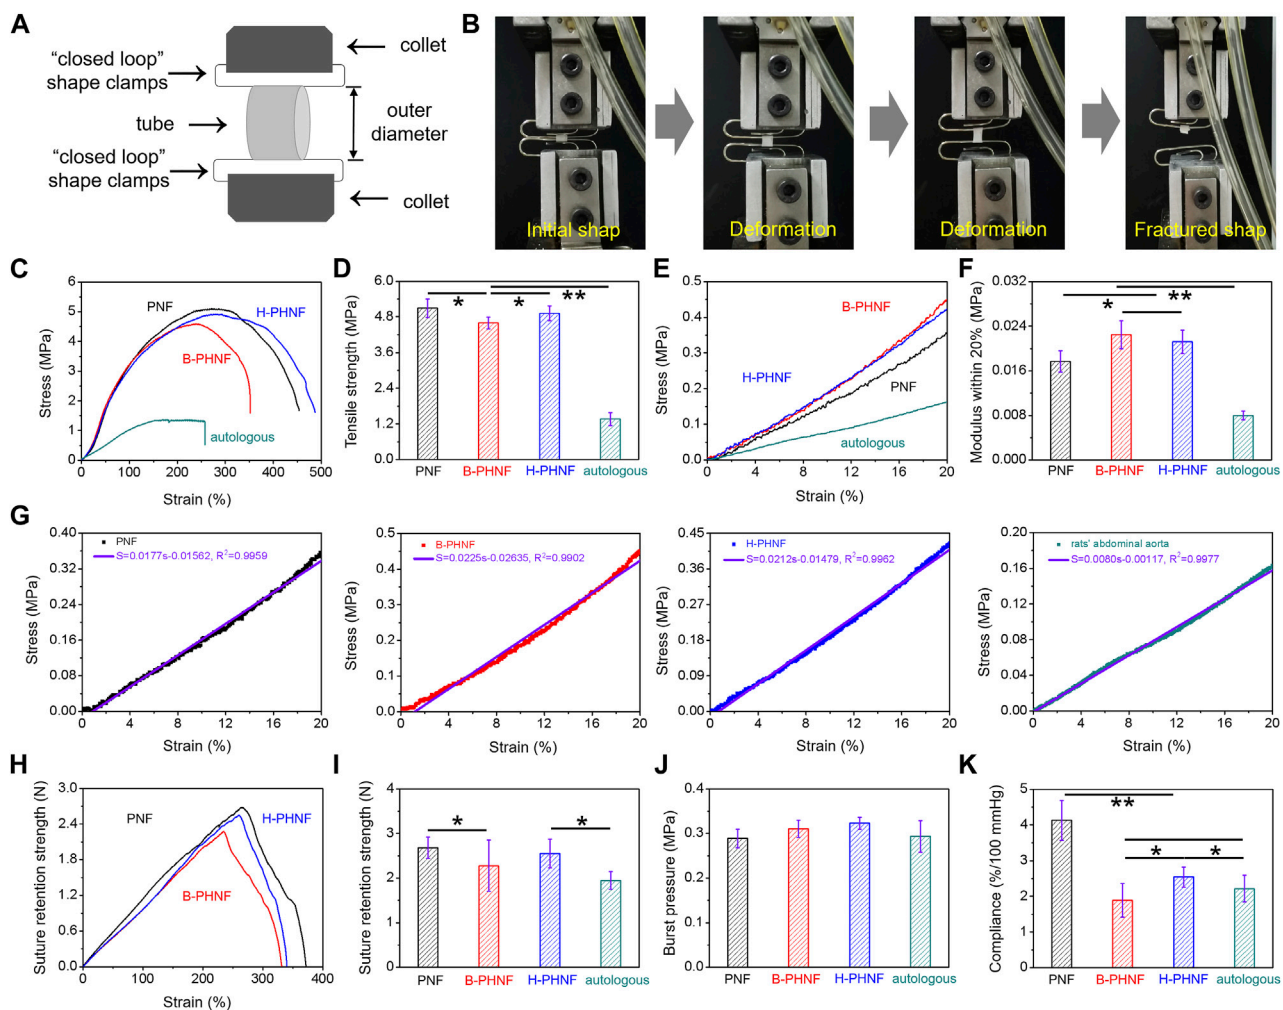 A
"closed loop"
shape clamps
tube
"closed loop"
shape clamps
collet
outer
diameter
collet
B
Initial shap
Deformation
Deformation
Fractured shap
C
Stress (MPa)
6
5
4
3
2
1
0
PNF
H-PHNF
B-PHNF
autologous
0 100 200 300 400 500
Strain (%)
D
Tensile strength (MPa)
6.0
4.8
3.6
2.4
1.2
0.0
* * **
PNF B-PHNF H-PHNF autologous
E
Stress (MPa)
0.5
0.4
0.3
0.2
0.1
0.0
B-PHNF
H-PHNF
PNF
autologous
0 4 8 12 16 20
Strain (%)
F
Modulus within 20% (MPa)
0.032
0.024
0.016
0.008
0.000
* **
PNF B-PHNF H-PHNF autologous
G
Stress (MPa)
0.40
0.32
0.24
0.16
0.08
0.00
PNF
S=0.0177s-0.01562, R²=0.9959
0 4 8 12 16 20
Strain (%)
Stress (MPa)
0.5
0.4
0.3
0.2
0.1
0.0
B-PHNF
S=0.0225s-0.02635, R²=0.9902
0 4 8 12 16 20
Strain (%)
Stress (MPa)
0.45
0.36
0.27
0.18
0.09
0.00
H-PHNF
S=0.0212s-0.01479, R²=0.9962
0 4 8 12 16 20
Strain (%)
Stress (MPa)
0.20
0.16
0.12
0.08
0.04
0.00
rats' abdominal aorta
S=0.0080s-0.00117, R²=0.9977
0 4 8 12 16 20
Strain (%)
H
Suture retention strength (N)
3.0
2.4
1.8
1.2
0.6
0.0
PNF
H-PHNF
B-PHNF
0 100 200 300 400
Strain (%)
I
Suture retention strength (N)
4
3
2
1
0
* *
PNF B-PHNF H-PHNF autologous
J
Burst pressure (MPa)
0.4
0.3
0.2
0.1
0.0
PNF B-PHNF H-PHNF autologous
K
Compliance (%/100 mmHg)
5
4
3
2
1
0
**
* *
PNF B-PHNF H-PHNF autologous